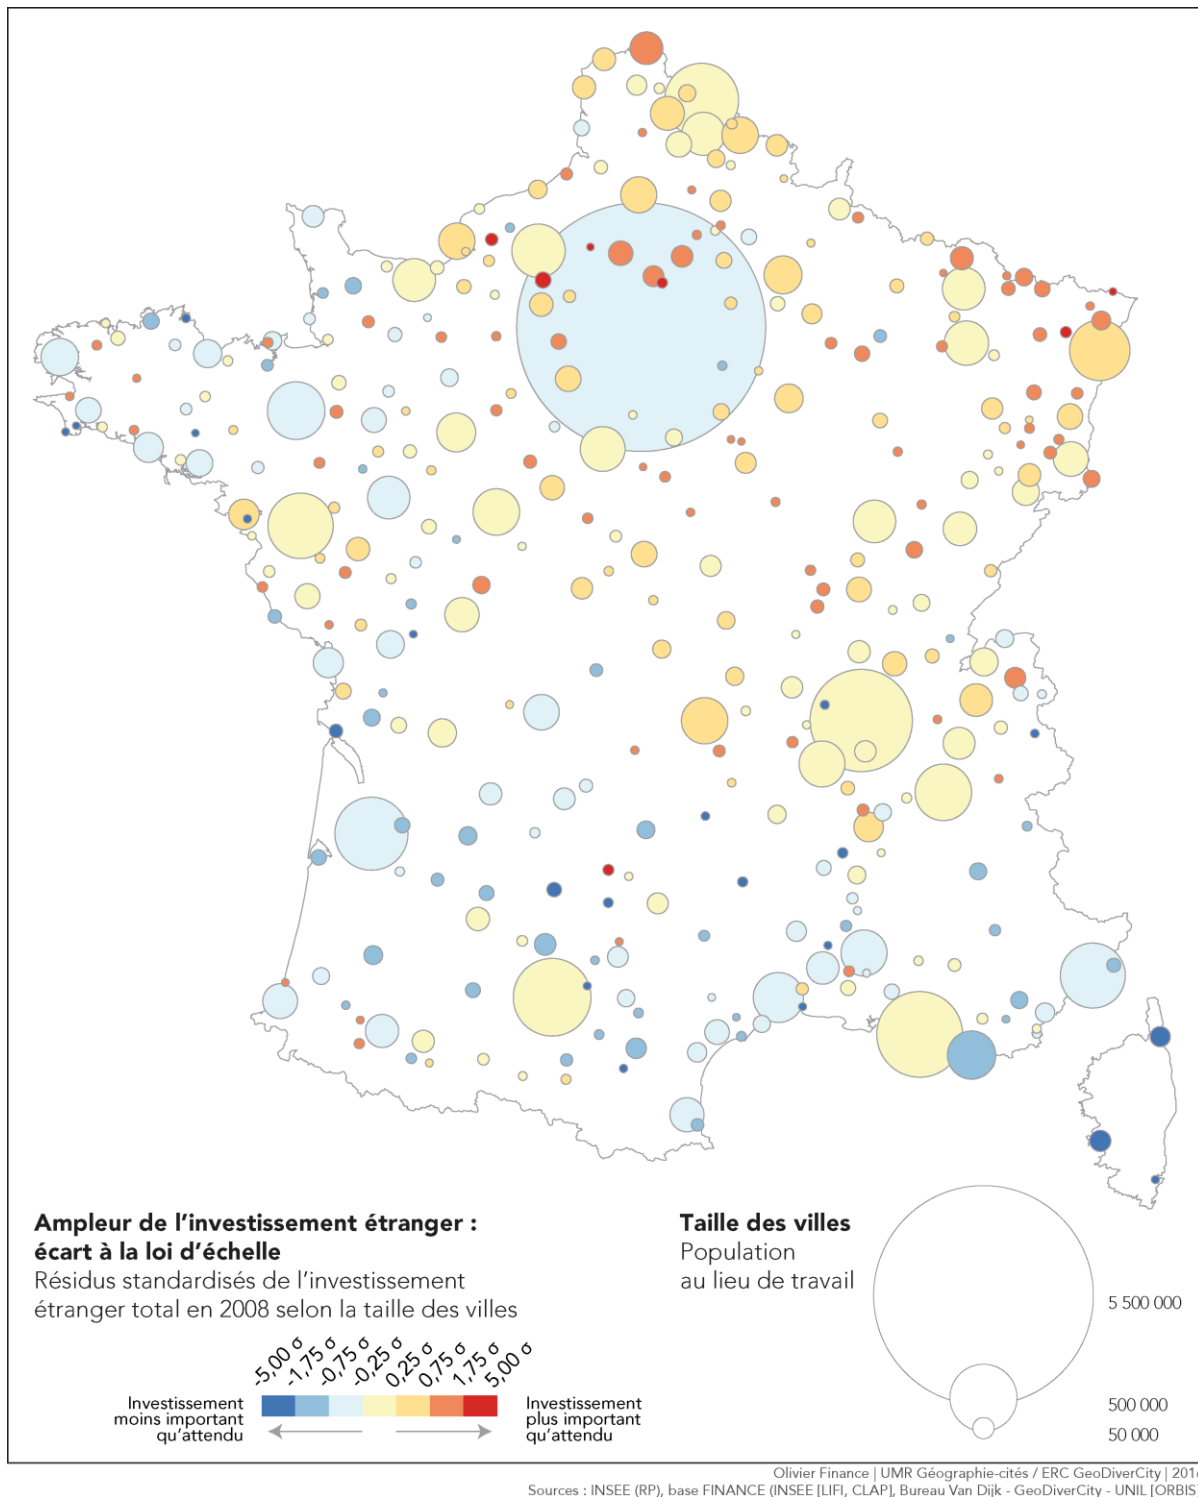 Ampleur de l'investissement étranger :
écart à la loi d'échelle
Résidus standardisés de l'investissement
étranger total en 2008 selon la taille des villes
-5,00 σ
-1,75 σ
-0,75 σ
-0,25 σ
0,25 σ
0,75 σ
1,75 σ
5,00 σ
Investissement
moins important
qu'attendu
Investissement
plus important
qu'attendu
Taille des villes
Population
au lieu de travail
5 500 000
500 000
50 000
Olivier Finance | UMR Géographie-cités / ERC GeoDiverCity |
Sources : INSEE (RP), base FINANCE (INSEE [LIFI, CLAP], Bureau Van Dijk - GeoDiverCity - UNIL [ORBIS]